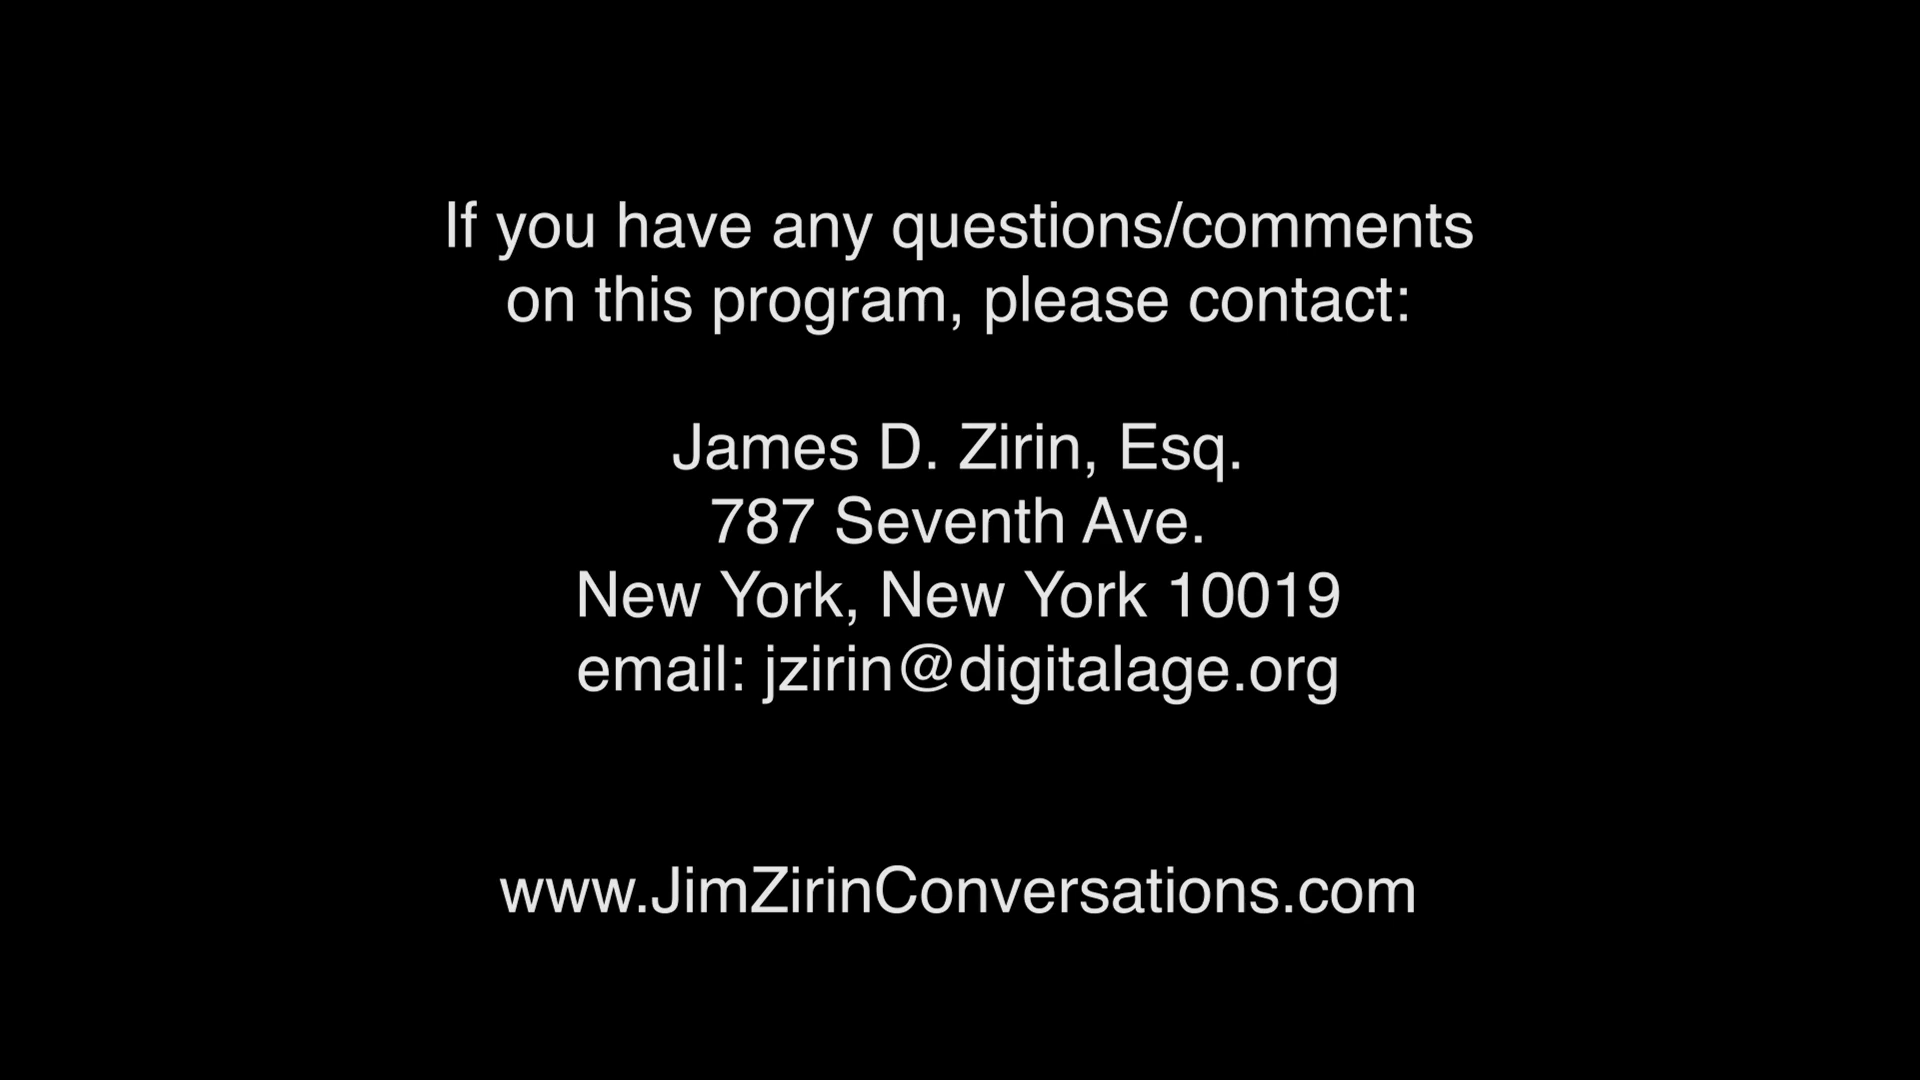 If you have any questions/comments
on this program, please contact:
James D. Zirin, Esq.
787 Seventh Ave.
New York, New York 10019
email: jzirin@digitalage.org
www.JimZirinConversations.com